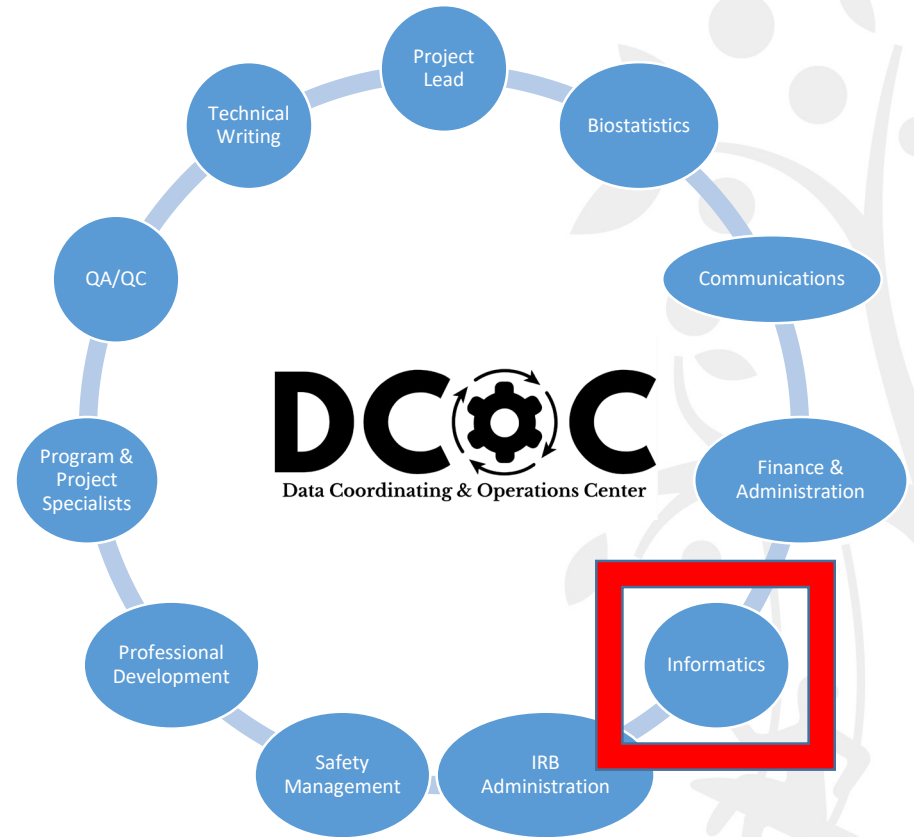 Project
Lead
Biostatistics
Communications
Finance &
Administration
Informatics
IRB
Administration
Safety
Management
Professional
Development
Program &
Project
Specialists
QA/QC
Technical
Writing
DCOC
Data Coordinating & Operations Center